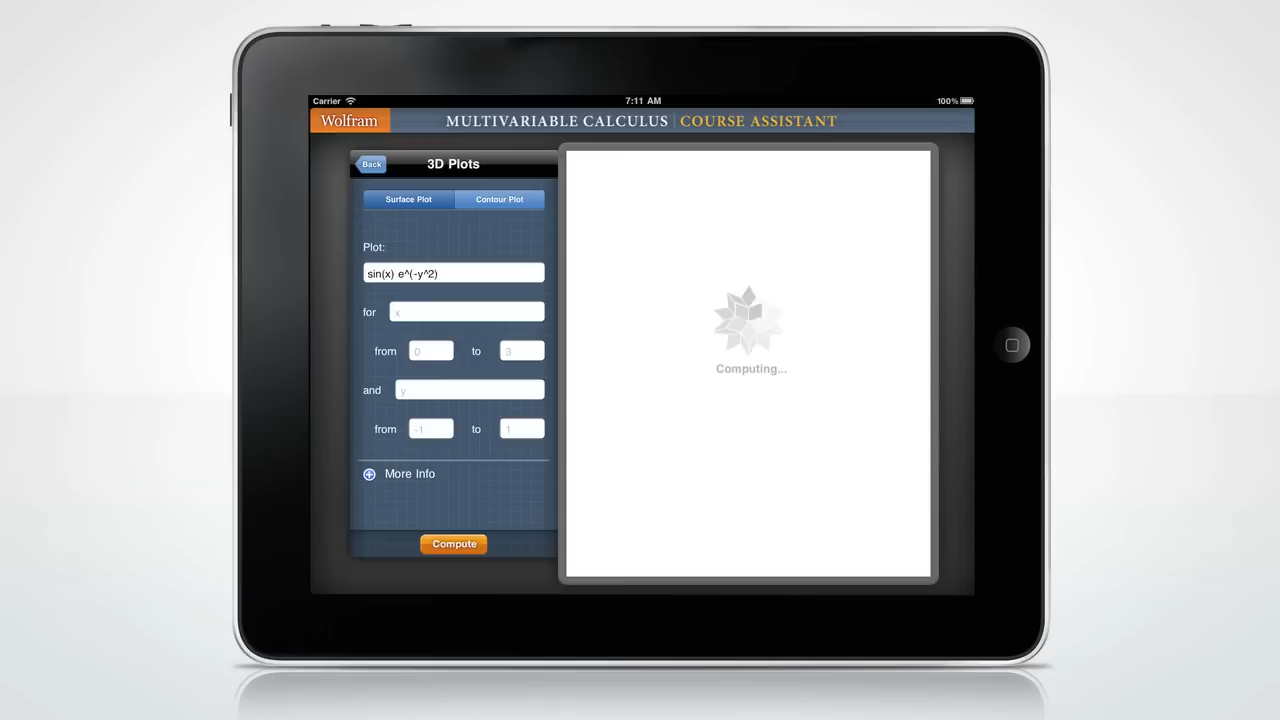 Carrier 7:11 AM 100%
Wolfram MULTIVARIABLE CALCULUS | COURSE ASSISTANT
Back 3D Plots
Surface Plot Contour Plot
Plot:
sin(x) e^(-y^2)
for x
from 0 to 3
and y
from -1 to 1
More Info
Compute
Computing...